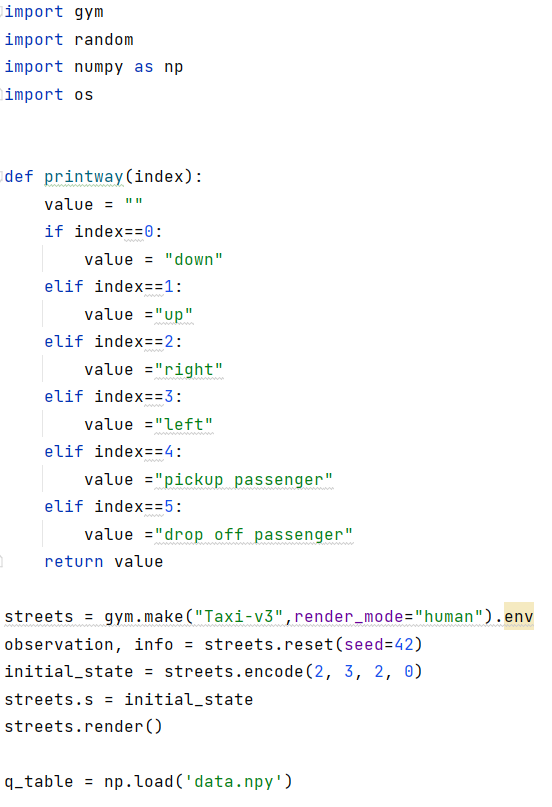 import gym
import random
import numpy as np
import os
def printway(index):
    value = ""
    if index==0:
        value = "down"
    elif index==1:
        value ="up"
    elif index==2:
        value ="right"
    elif index==3:
        value ="left"
    elif index==4:
        value ="pickup passenger"
    elif index==5:
        value ="drop off passenger"
    return value
streets = gym.make("Taxi-v3",render_mode="human").env
observation, info = streets.reset(seed=42)
initial_state = streets.encode(2, 3, 2, 0)
streets.s = initial_state
streets.render()
q_table = np.load('data.npy')